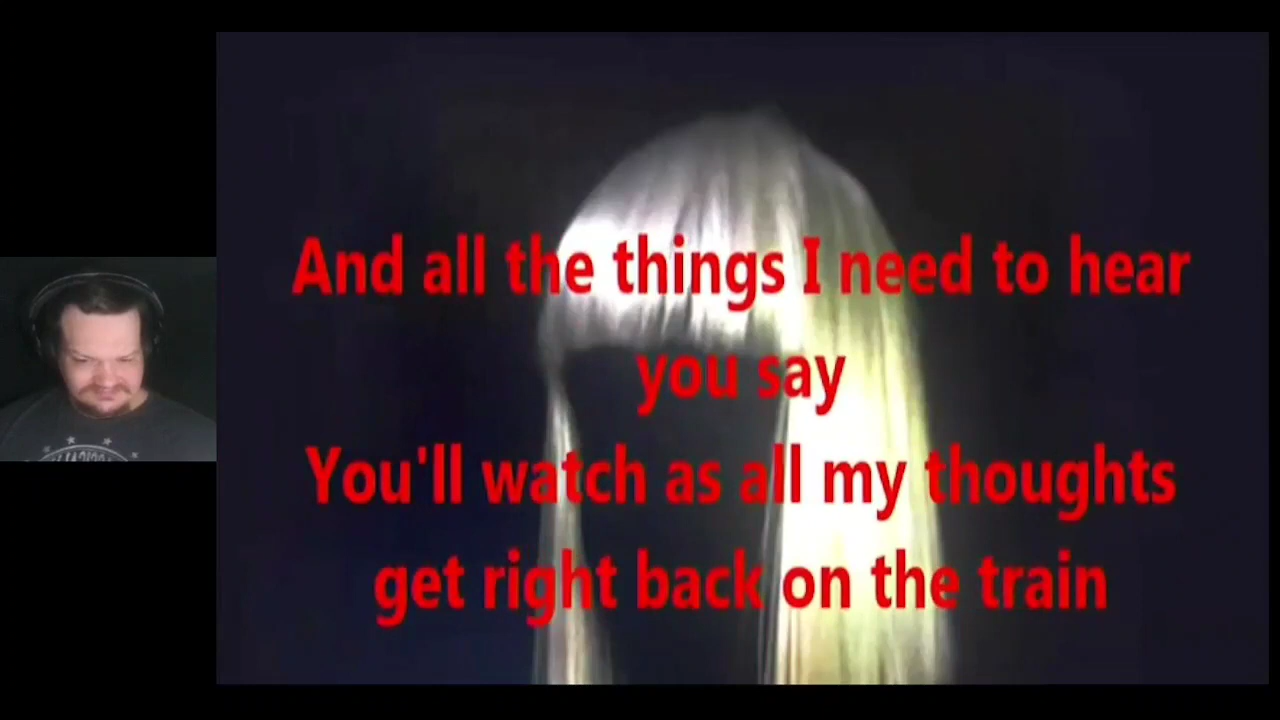 And all the things I need to hear
you say
You'll watch as all my thoughts
get right back on the train